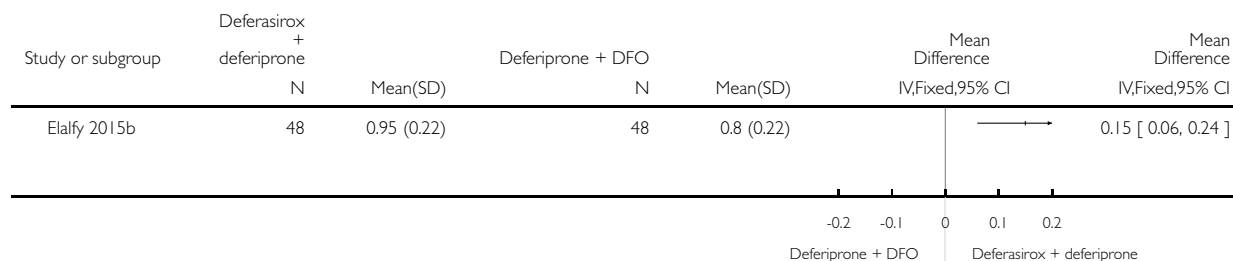 Study or subgroup Deferasirox + deferiprone Deferiprone + DFO Mean Difference Mean Difference
N Mean(SD) N Mean(SD) IV,Fixed,95% CI IV,Fixed,95% CI
Elalfy 2015b 48 0.95 (0.22) 48 0.8 (0.22) 0.15 [ 0.06, 0.24 ]
-0.2 -0.1 0 0.1 0.2
Deferiprone + DFO Deferasirox + deferiprone